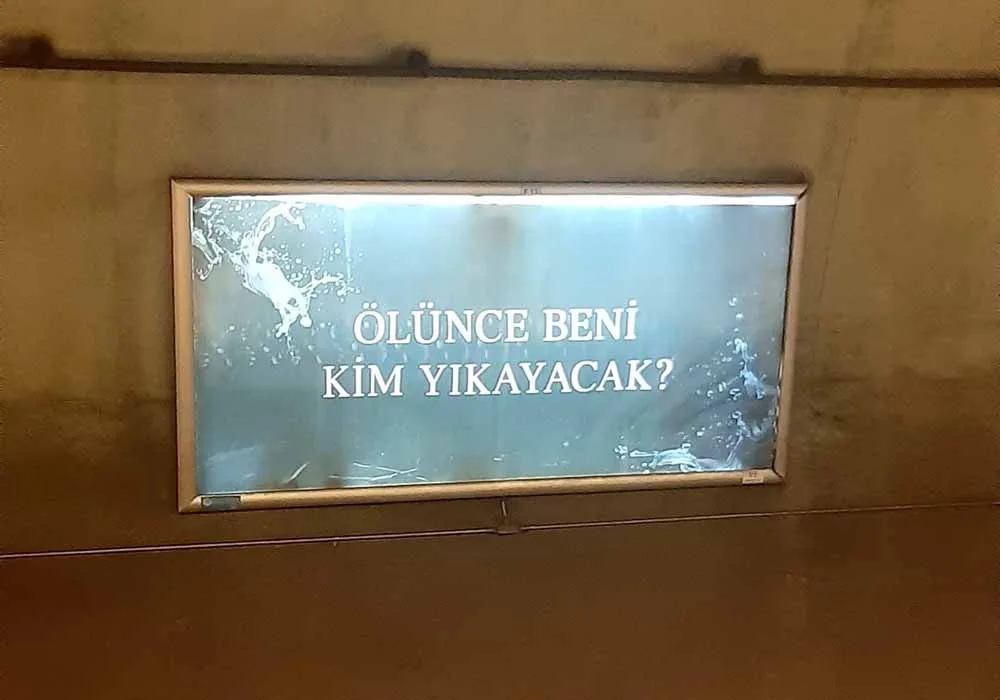 ÖLÜNCE BENİ
KİM YIKAYACAK?